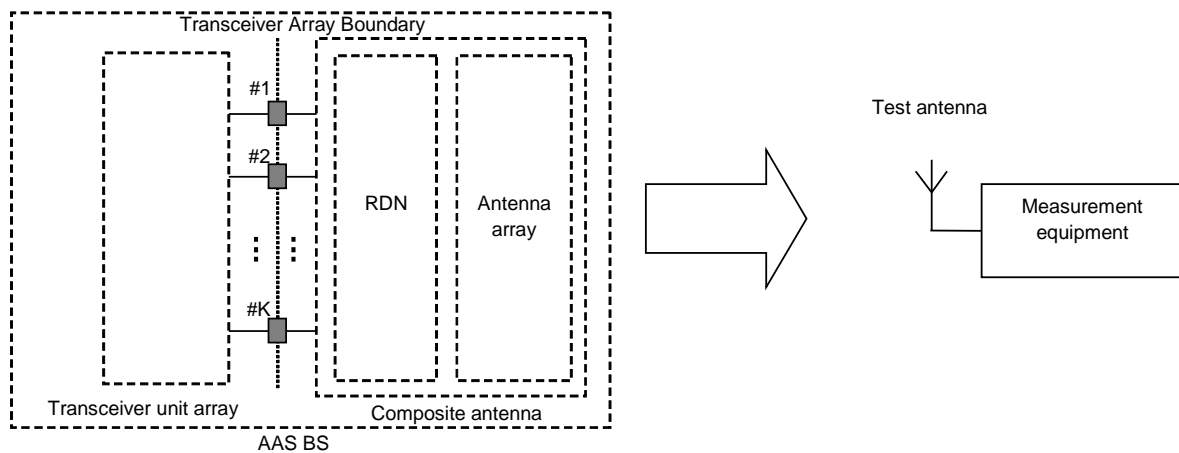 Transceiver Array Boundary
#1
#2
#K
RDN
Antenna
array
Transceiver unit array
Composite antenna
AAS BS
Test antenna
Measurement
equipment